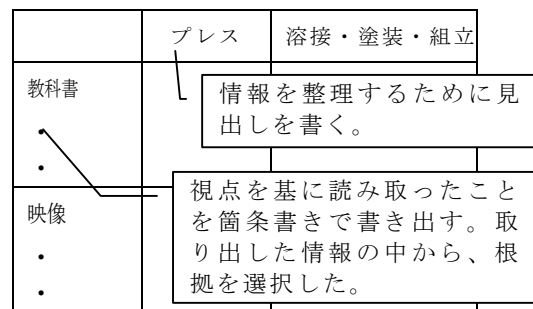 プレス 溶接・塗装・組立
教科書
・
・
情報を整理するために見
出しを書く。
視点を基に読み取ったこと
を箇条書きで書き出す。取
り出した情報の中から、根
拠を選択した。
映像
・
・